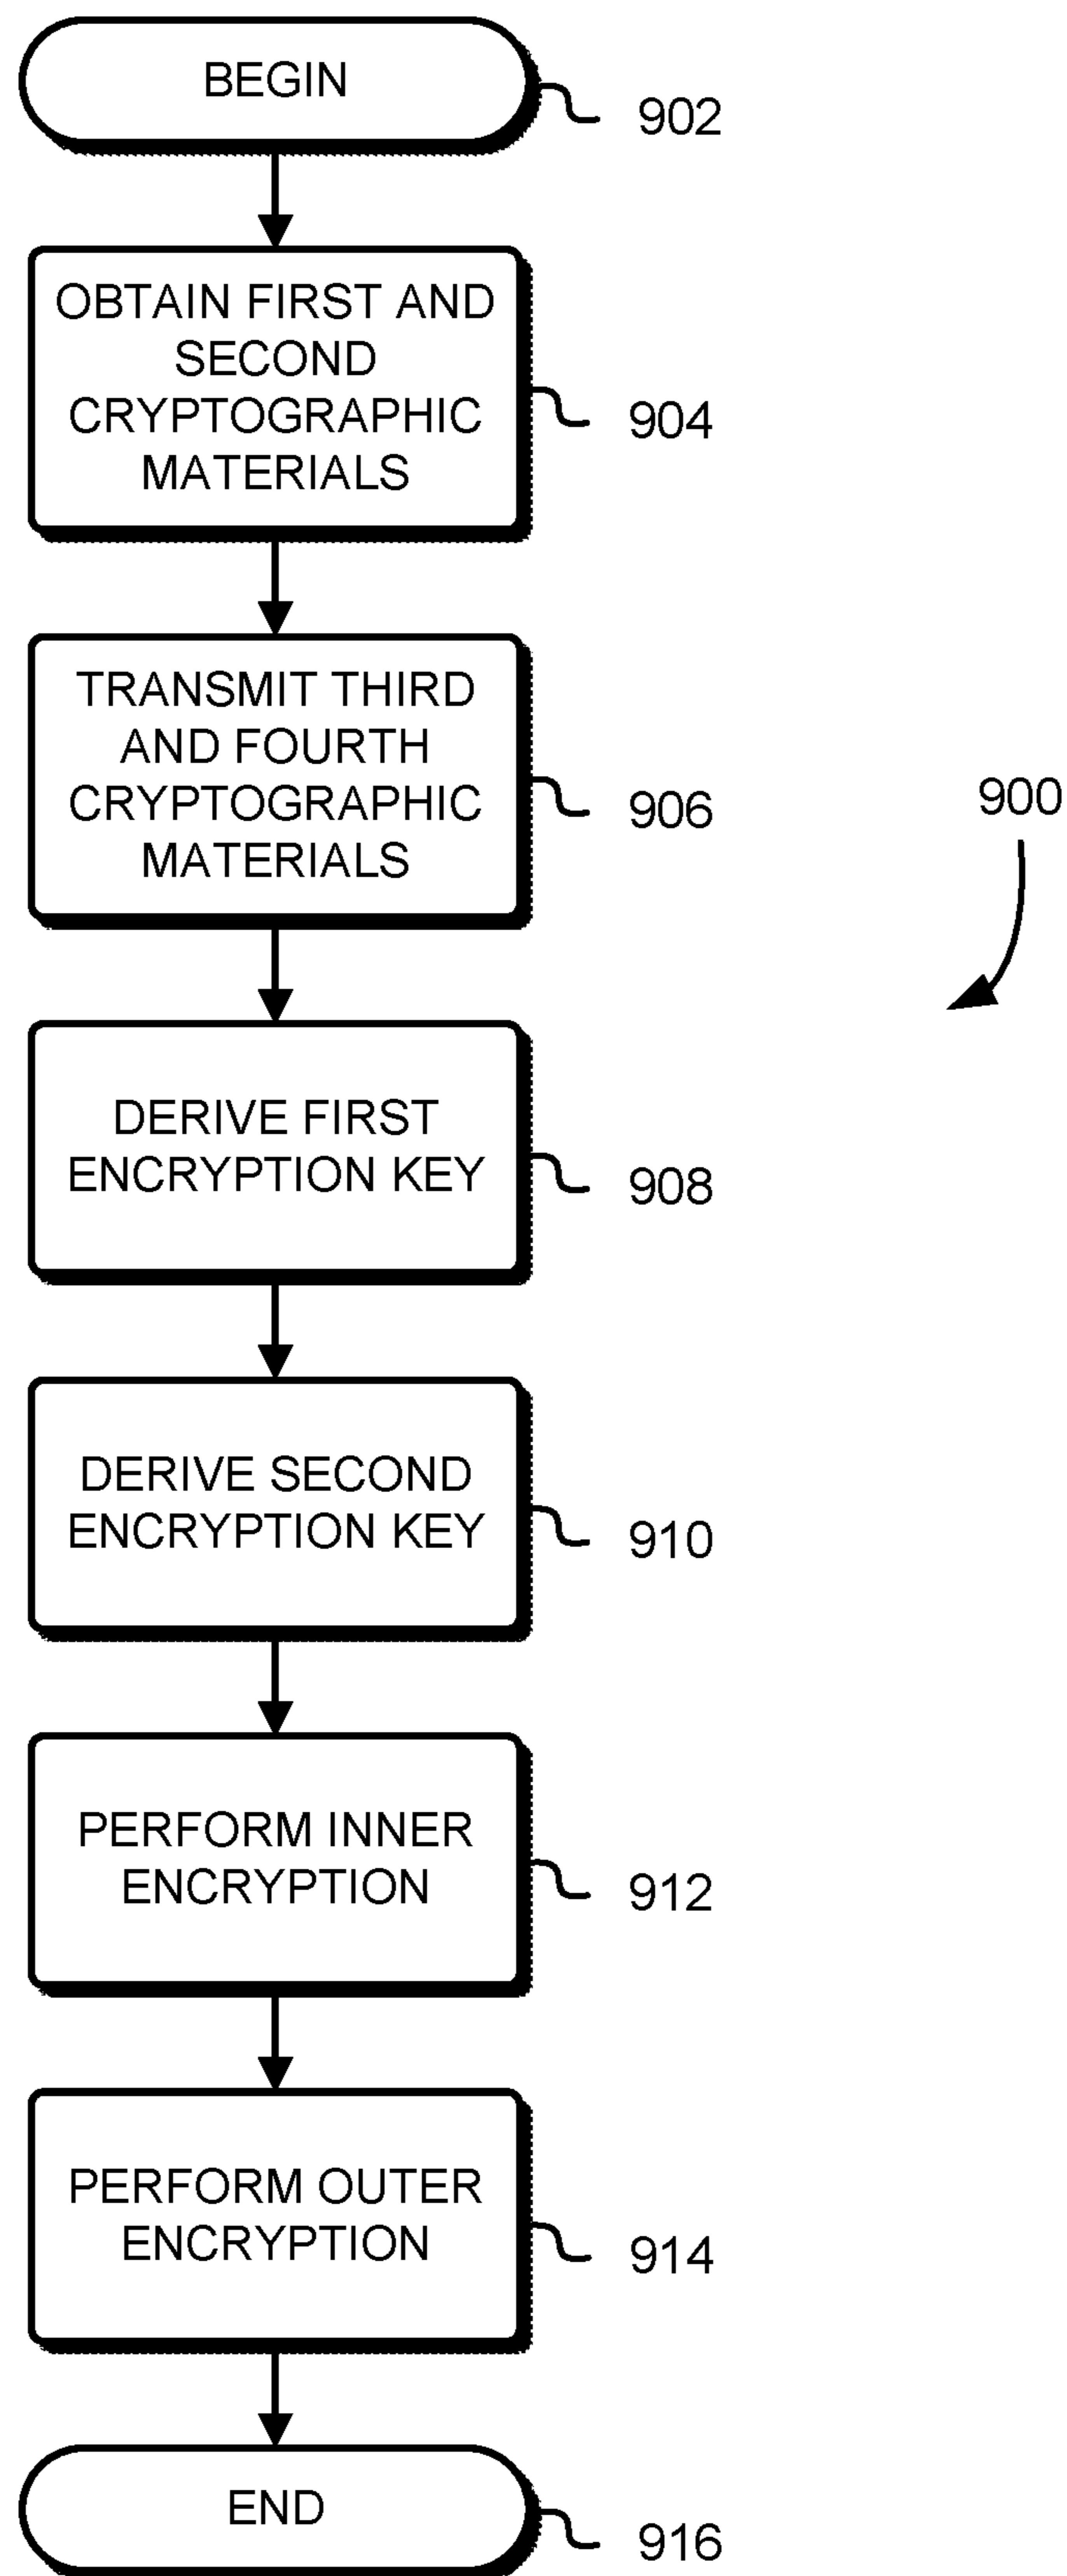 BEGIN
902
OBTAIN FIRST AND
SECOND
CRYPTOGRAPHIC
MATERIALS
904
TRANSMIT THIRD
AND FOURTH
CRYPTOGRAPHIC
MATERIALS
906
900
DERIVE FIRST
ENCRYPTION KEY
908
DERIVE SECOND
ENCRYPTION KEY
910
PERFORM INNER
ENCRYPTION
912
PERFORM OUTER
ENCRYPTION
914
END
916